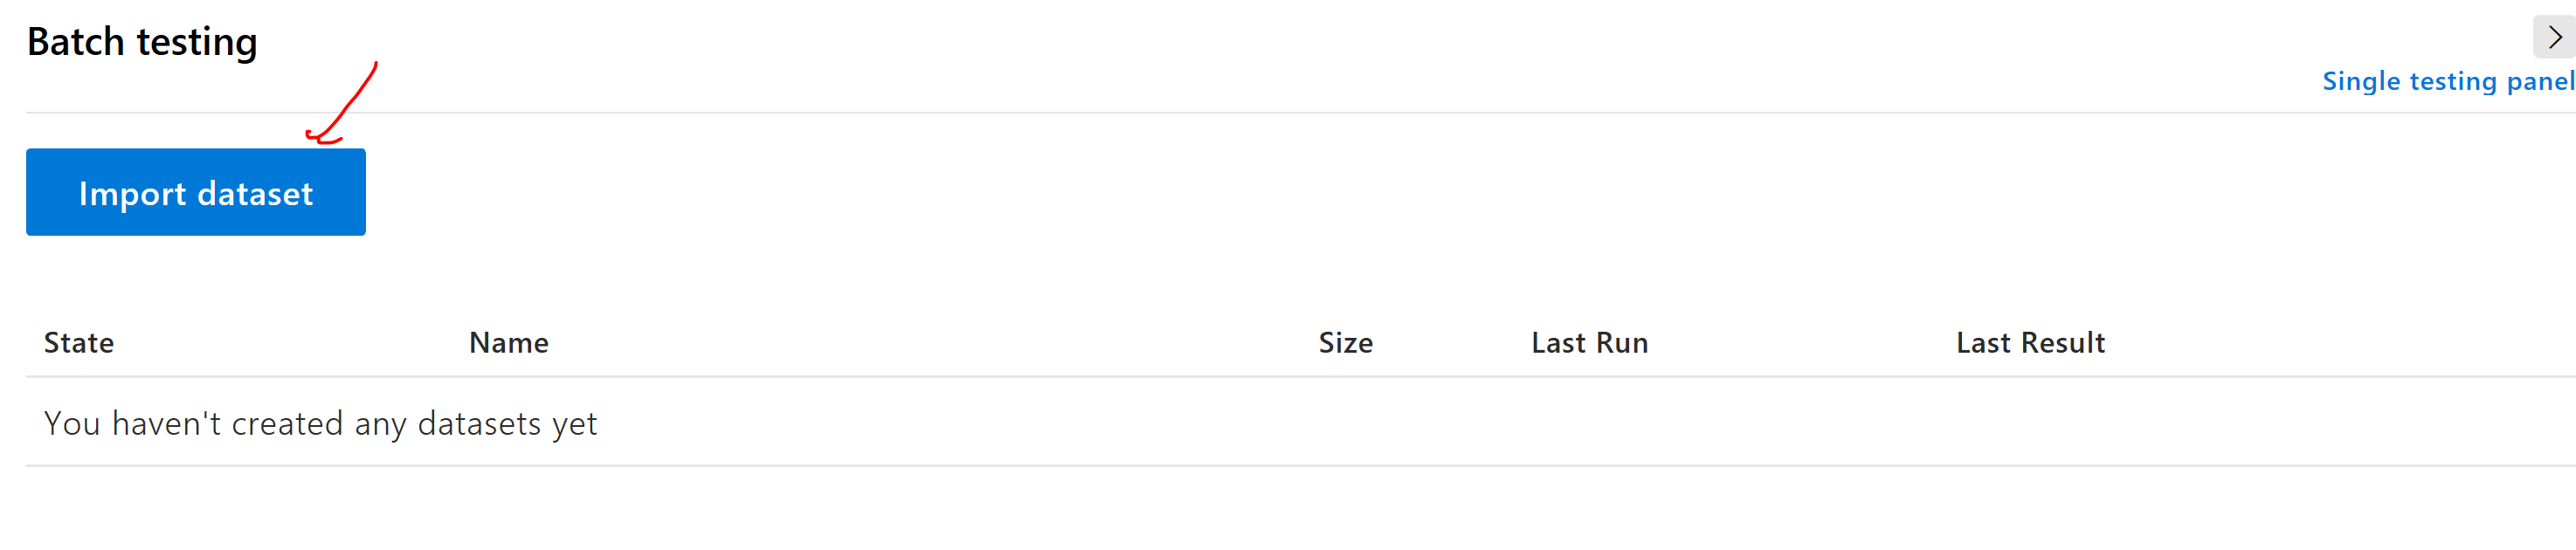 Batch testing
Single testing panel
Import dataset
State Name Size Last Run Last Result
You haven't created any datasets yet